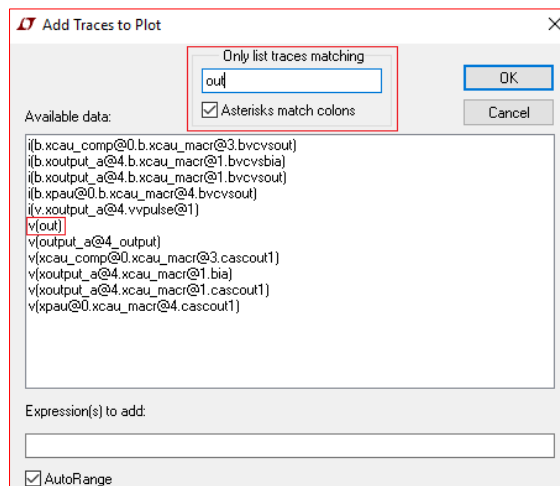 Add Traces to Plot
Only list traces matching
out
Asterisks match colons
OK
Cancel
Available data:
i(b.xcau_comp@0.b.xcau_macr@3.bvcvsout)
i(b.xoutput_a@4.b.xcau_macr@1.bvcvsbia)
i(b.xoutput_a@4.b.xcau_macr@1.bvcvsout)
i(b.xpau@0.b.xcau_macr@4.bvcvsout)
i(v.xoutput_a@4.vvpulse@1)
v(out)
v(output_a@4_output)
v(xcau_comp@0.xcau_macr@3.cascout1)
v(xoutput_a@4.xcau_macr@1.bia)
v(xoutput_a@4.xcau_macr@1.cascout1)
v(xpau@0.xcau_macr@4.cascout1)
Expression(s) to add:
AutoRange